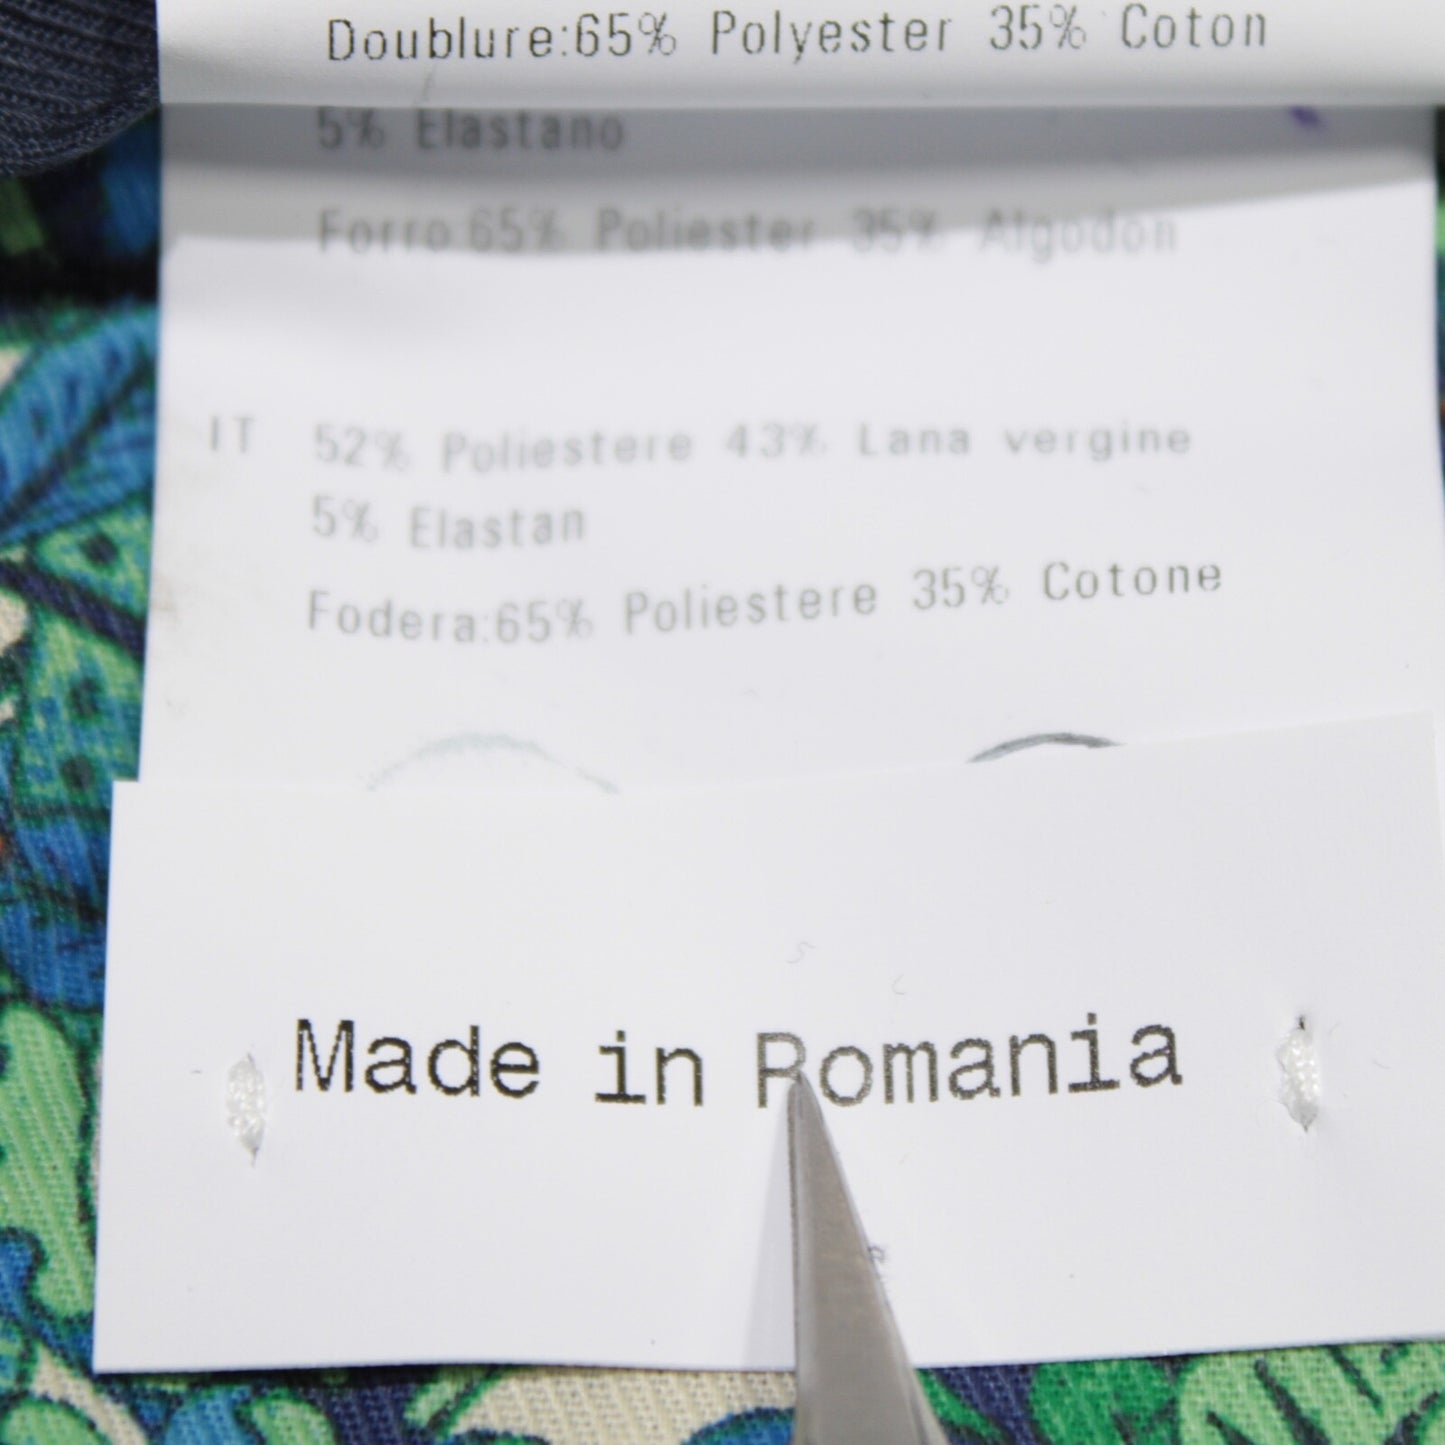 Doublure:65% Polyester 35% Coton
5% Elastano
Forro:65% Poliester 35% Algodon
IT 52% Poliestere 43% Lana vergine
5% Elastan
Fodera:65% Poliestere 35% Cotone
Made in Romania